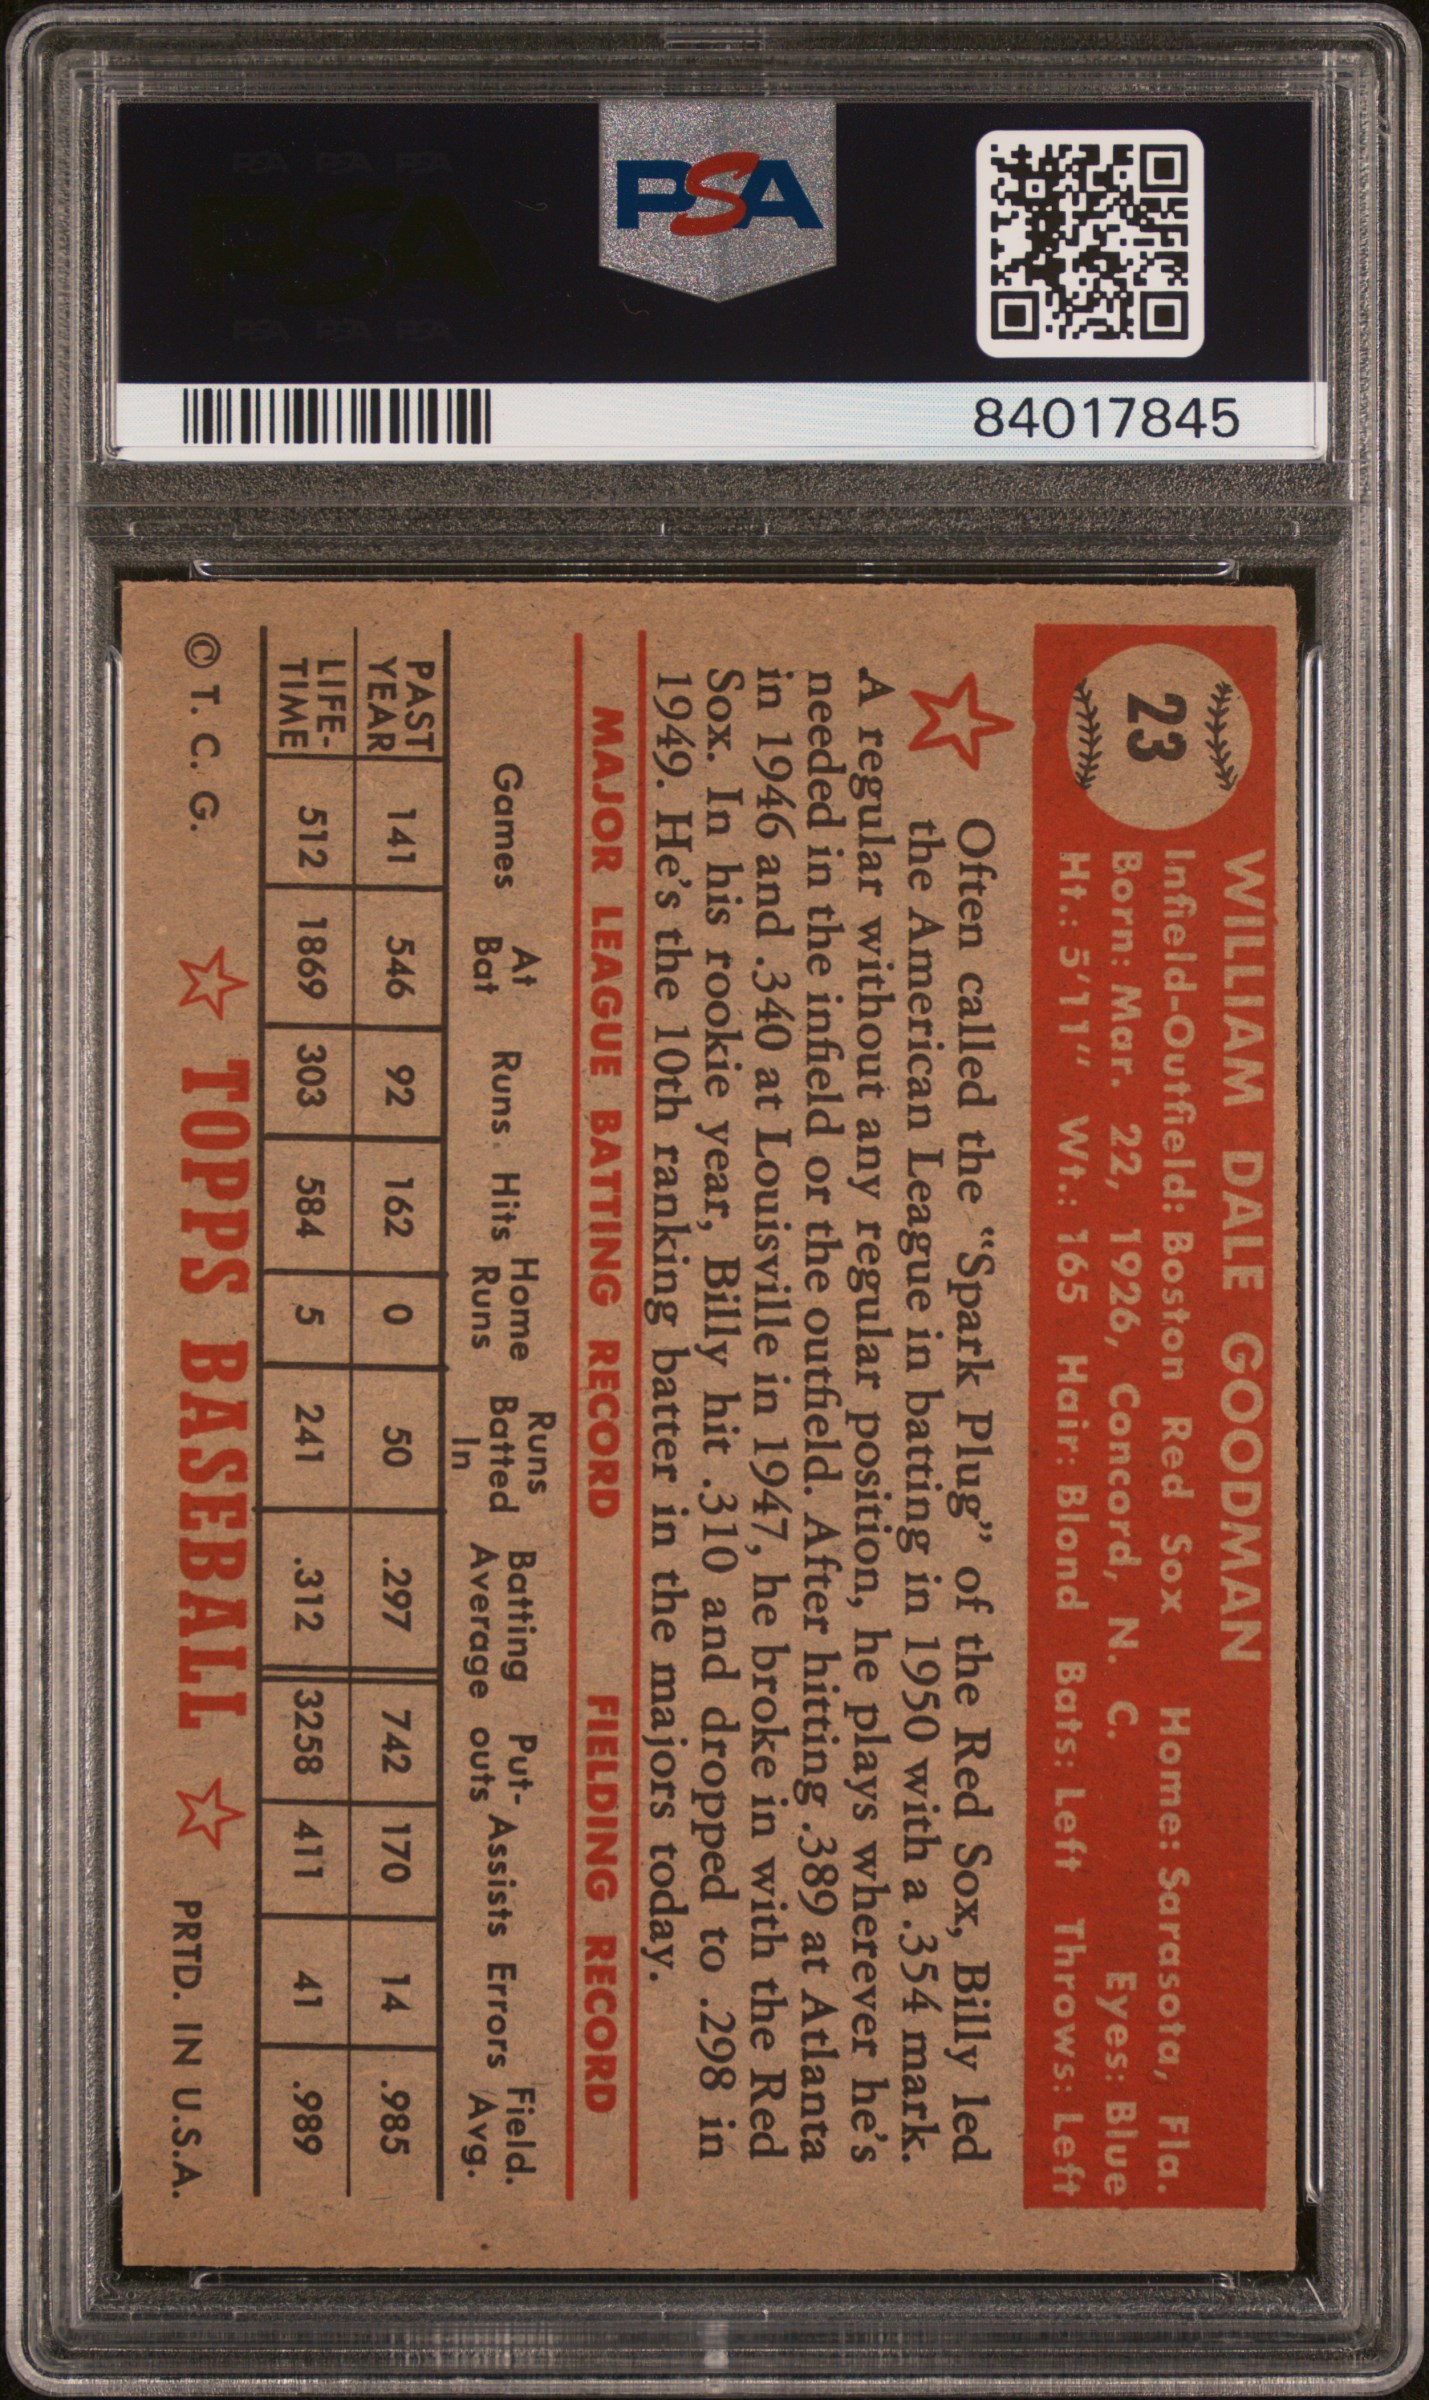 PSA
PSA PSA PSA
PSA
PSA PSA PSA
84017845
23
WILLIAM DALE GOODMAN
Infield-Outfield: Boston Red Sox Home: Sarasota, Fla.
Born: Mar. 22, 1926, Concord, N. C. Eyes: Blue
Ht.: 5'11" Wt.: 165 Hair: Blond Bats: Left Throws: Left
Often called the "Spark Plug" of the Red Sox, Billy led
the American League in batting in 1950 with a .354 mark.
A regular without any regular position, he plays wherever he's
needed in the infield or the outfield. After hitting .389 at Atlanta
in 1946 and .340 at Louisville in 1947, he broke in with the Red
Sox. In his rookie year, Billy hit .310 and dropped to .298 in
1949. He's the 10th ranking batter in the majors today.
MAJOR LEAGUE BATTING RECORD FIELDING RECORD
Games At Bat Runs Hits Home Runs Runs Batted In Batting Average Put-outs Assists Errors Field. Avg.
PAST YEAR 141 546 92 162 0 50 .297 742 170 14 .985
LIFE-TIME 512 1869 303 584 5 241 .312 3258 411 41 .989
© T. C. G. TOPPS BASEBALL PRTD. IN U.S.A.